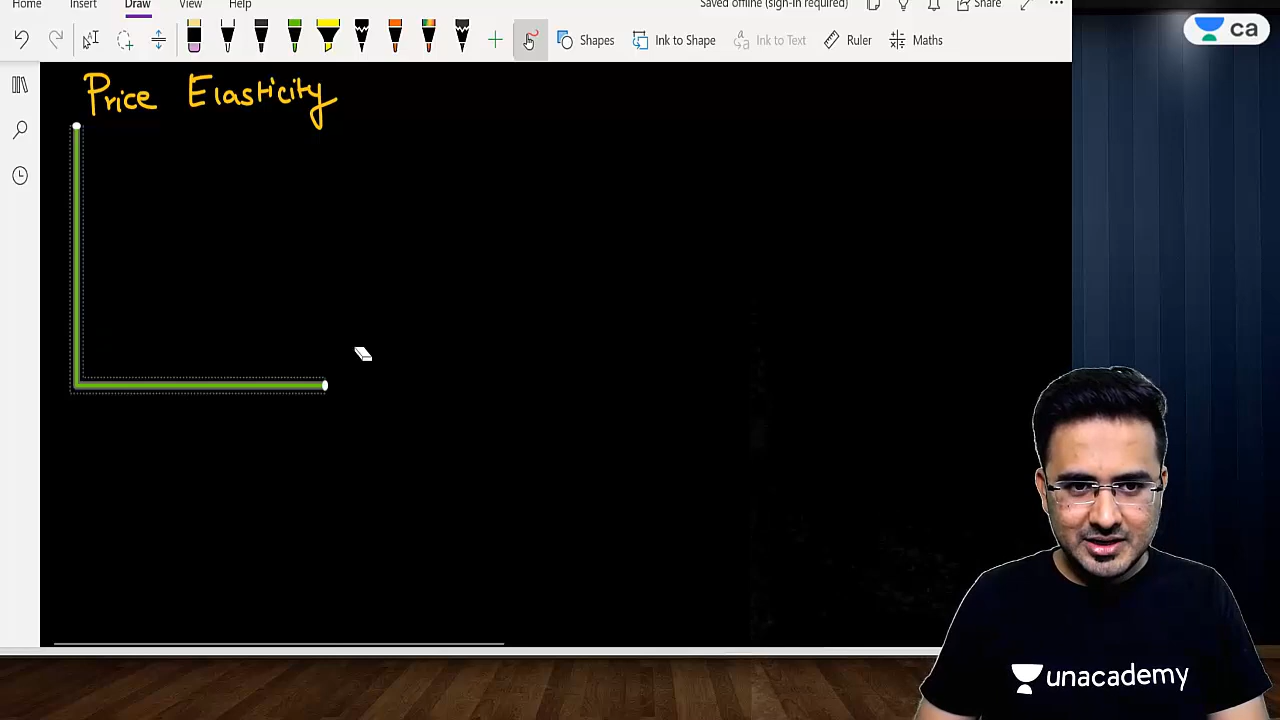 Home Insert Draw View Help Saved offline (sign-in required) Share
Shapes Ink to Shape Ink to Text Ruler Maths
ca
Price Elasticity
unacademy